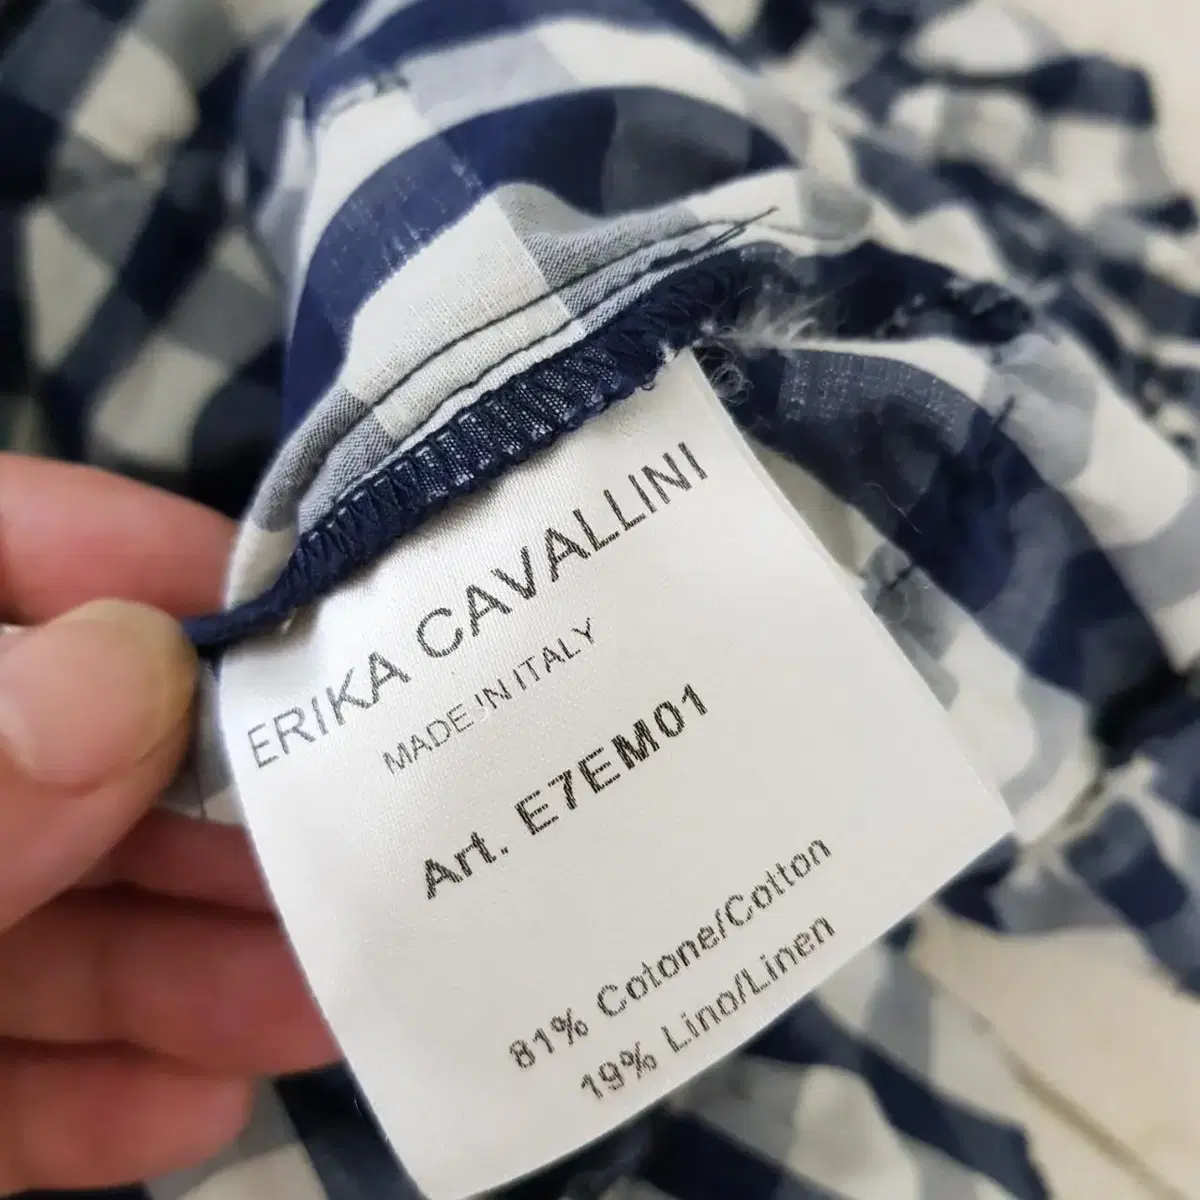 ERIKA CAVALLINI
MADE IN ITALY
Art. E7EM01
81% Cotone/Cotton
19% Lino/Linen